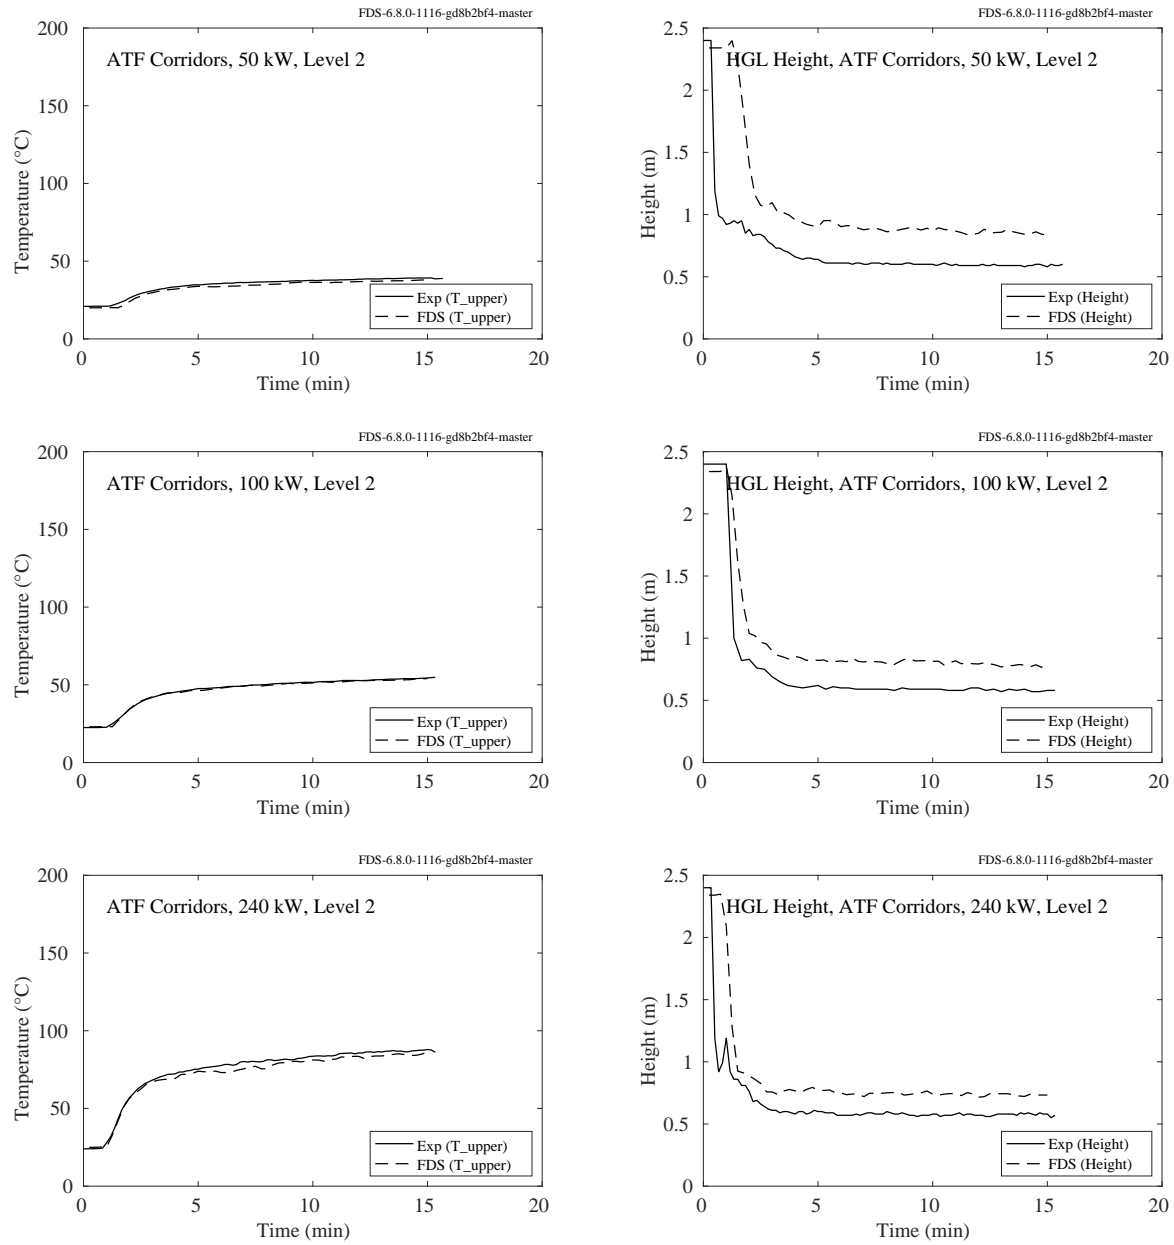 FDS-6.8.0-1116-gd8b2bf4-master
ATF Corridors, 50 kW, Level 2
Temperature (°C)
200
150
100
50
0
0 5 10 15 20
Time (min)
Exp (T_upper)
FDS (T_upper)
FDS-6.8.0-1116-gd8b2bf4-master
HGL Height, ATF Corridors, 50 kW, Level 2
Height (m)
2.5
2
1.5
1
0.5
0
0 5 10 15 20
Time (min)
Exp (Height)
FDS (Height)
FDS-6.8.0-1116-gd8b2bf4-master
ATF Corridors, 100 kW, Level 2
Temperature (°C)
200
150
100
50
0
0 5 10 15 20
Time (min)
Exp (T_upper)
FDS (T_upper)
FDS-6.8.0-1116-gd8b2bf4-master
HGL Height, ATF Corridors, 100 kW, Level 2
Height (m)
2.5
2
1.5
1
0.5
0
0 5 10 15 20
Time (min)
Exp (Height)
FDS (Height)
FDS-6.8.0-1116-gd8b2bf4-master
ATF Corridors, 240 kW, Level 2
Temperature (°C)
200
150
100
50
0
0 5 10 15 20
Time (min)
Exp (T_upper)
FDS (T_upper)
FDS-6.8.0-1116-gd8b2bf4-master
HGL Height, ATF Corridors, 240 kW, Level 2
Height (m)
2.5
2
1.5
1
0.5
0
0 5 10 15 20
Time (min)
Exp (Height)
FDS (Height)